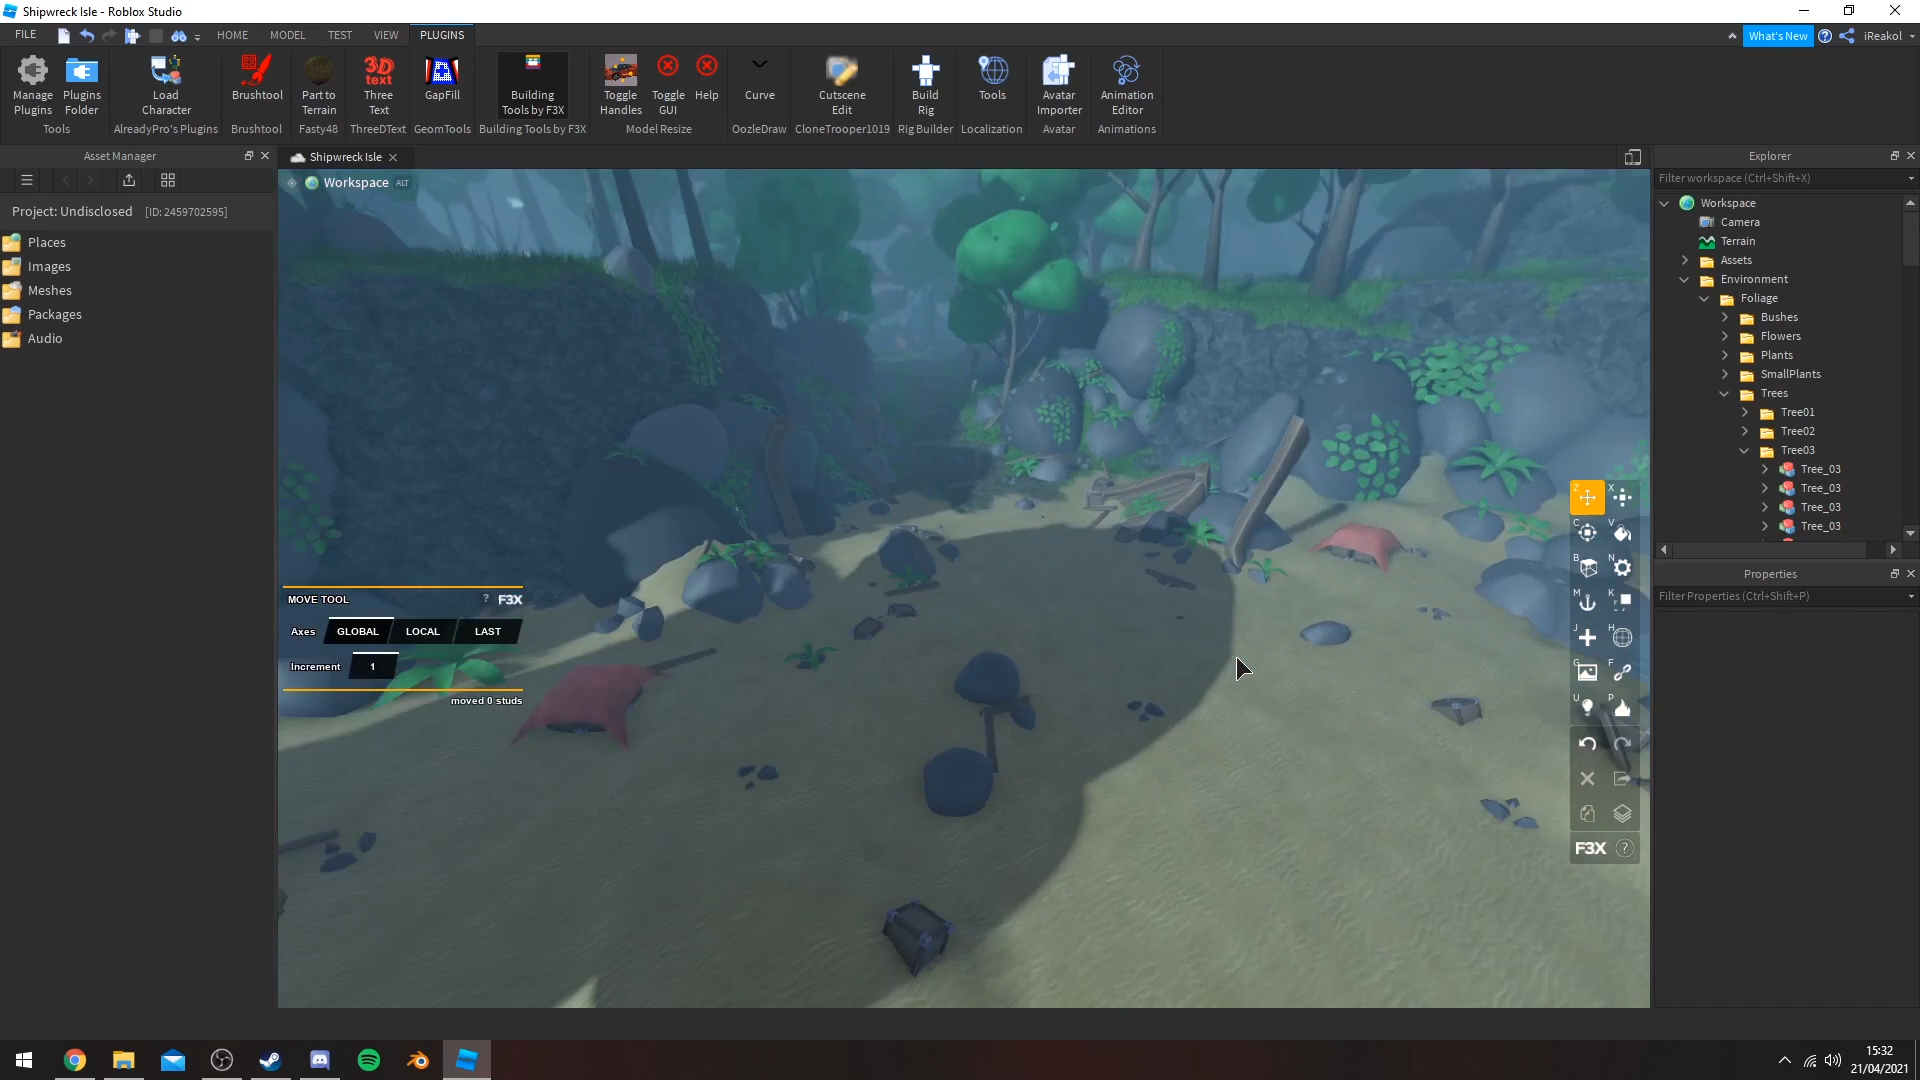 Shipwreck Isle - Roblox Studio
FILE HOME MODEL TEST VIEW PLUGINS What's New iReakol
Manage Plugins
Plugins Folder
Tools
Load Character
AlreadyPro's Plugins
Brushtool
Brushtool
Part to Terrain
Fasty48
3D text
Three Text
ThreeDText
GapFill
GeomTools
Building Tools by F3X
Building Tools by F3X
Toggle Handles
Toggle GUI
Help
Model Resize
Curve
OozleDraw
Cutscene Edit
CloneTrooper1019
Build Rig
Rig Builder
Tools
Localization
Avatar Importer
Avatar
Animation Editor
Animations
Asset Manager
Project: Undisclosed [ID: 2459702595]
Places
Images
Meshes
Packages
Audio
Shipwreck Isle
Workspace ALT
MOVE TOOL ? F3X
Axes GLOBAL LOCAL LAST
Increment 1
moved 0 studs
Z X
C V
B N
M K
J H
G F
U P
F3X ?
Explorer
Filter workspace (Ctrl+Shift+X)
Workspace
Camera
Terrain
Assets
Environment
Foliage
Bushes
Flowers
Plants
SmallPlants
Trees
Tree01
Tree02
Tree03
Tree_03
Tree_03
Tree_03
Tree_03
Properties
Filter Properties (Ctrl+Shift+P)
15:32
21/04/2021